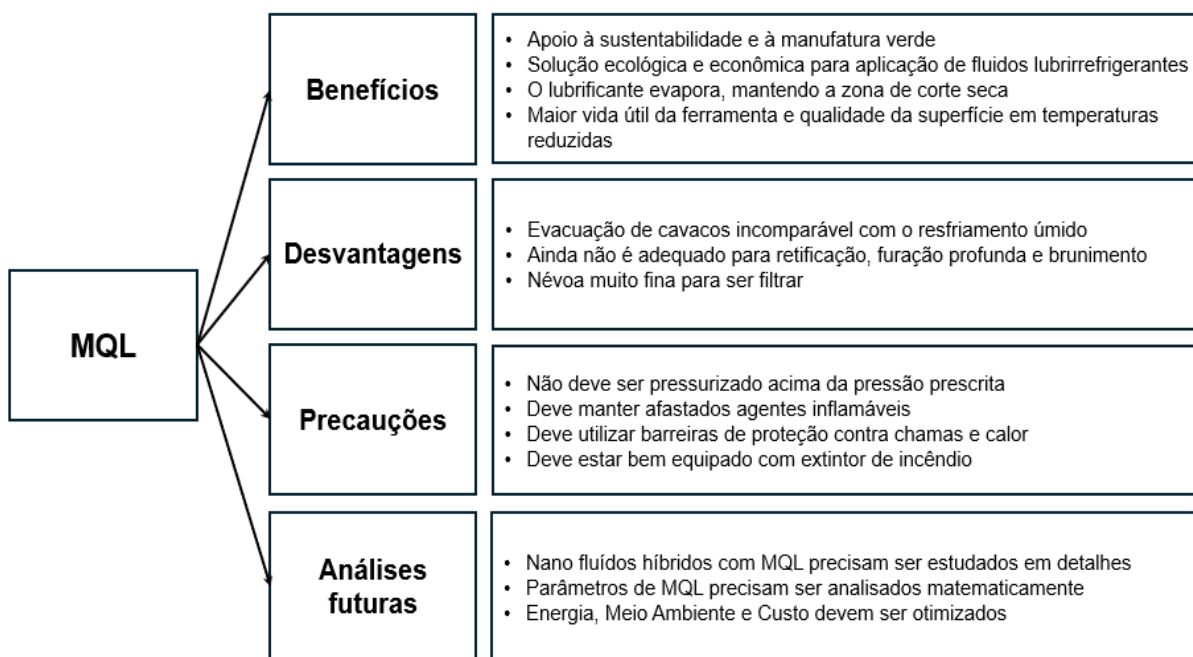 MQL
Benefícios
• Apoio à sustentabilidade e à manufatura verde
• Solução ecológica e econômica para aplicação de fluidos lubrirrefrigerantes
• O lubrificante evapora, mantendo a zona de corte seca
• Maior vida útil da ferramenta e qualidade da superfície em temperaturas
reduzidas
Desvantagens
• Evacuação de cavacos incomparável com o resfriamento úmido
• Ainda não é adequado para retificação, furação profunda e brunimento
• Névoa muito fina para ser filtrar
Precauções
• Não deve ser pressurizado acima da pressão prescrita
• Deve manter afastados agentes inflamáveis
• Deve utilizar barreiras de proteção contra chamas e calor
• Deve estar bem equipado com extintor de incêndio
Análises
futuras
• Nano fluídos híbridos com MQL precisam ser estudados em detalhes
• Parâmetros de MQL precisam ser analisados matematicamente
• Energia, Meio Ambiente e Custo devem ser otimizados